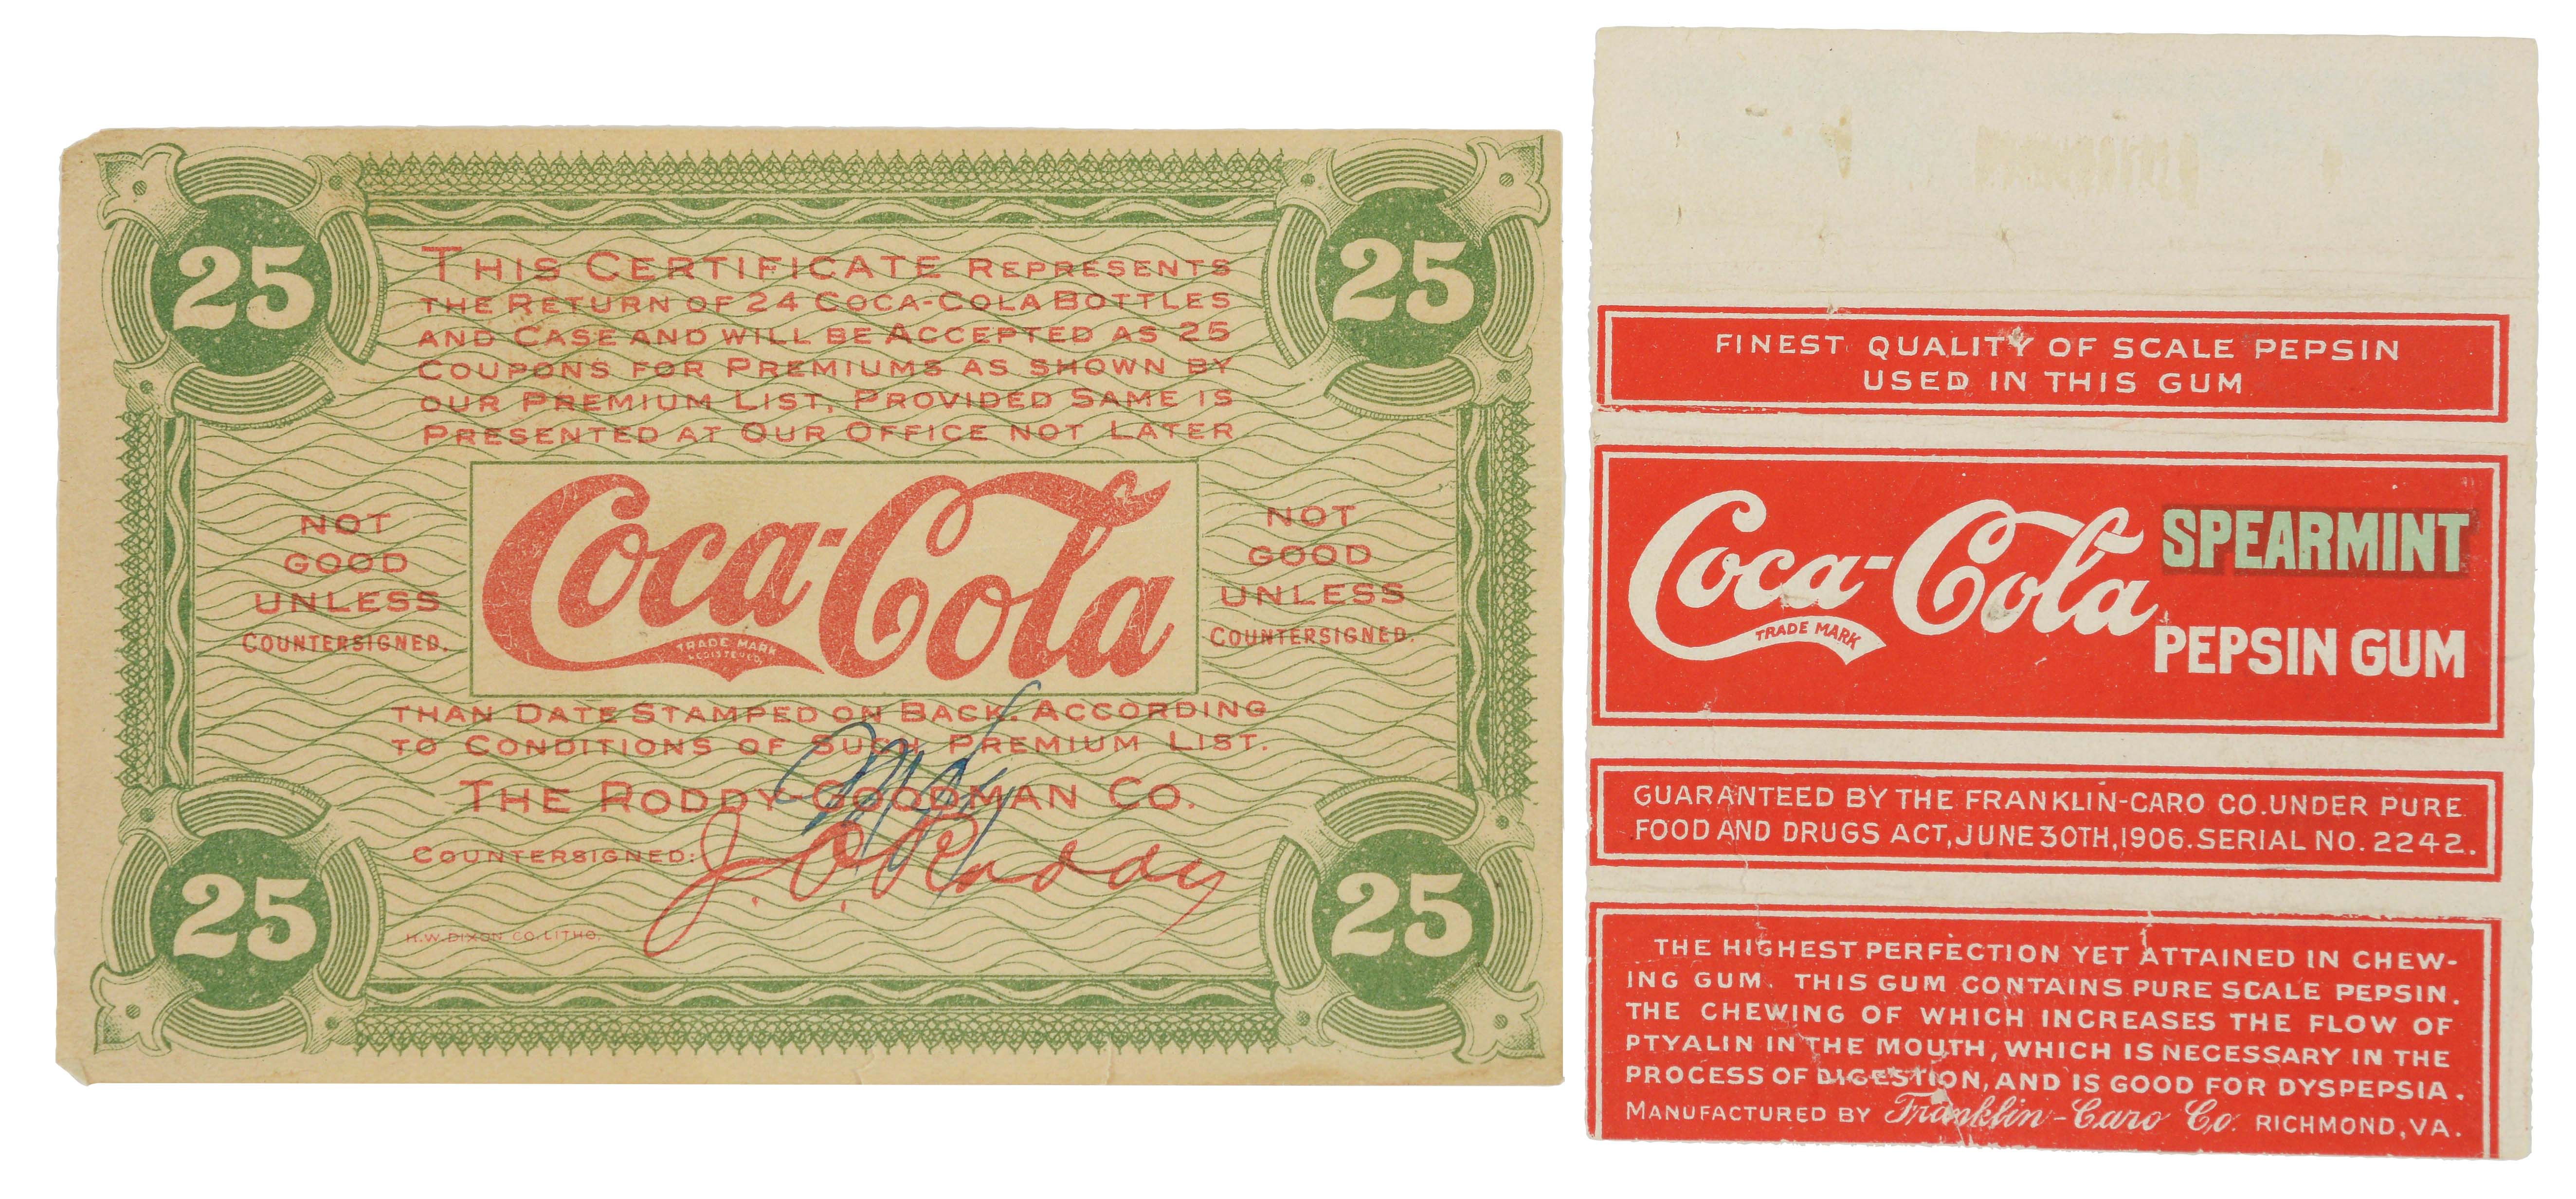 25
25
THIS CERTIFICATE REPRESENTS
THE RETURN OF 24 COCA-COLA BOTTLES
AND CASE AND WILL BE ACCEPTED AS 25
COUPONS FOR PREMIUMS AS SHOWN BY
OUR PREMIUM LIST, PROVIDED SAME IS
PRESENTED AT OUR OFFICE NOT LATER
NOT
GOOD
UNLESS
COUNTERSIGNED.
Coca-Cola
TRADE MARK
REGISTERED
NOT
GOOD
UNLESS
COUNTERSIGNED.
THAN DATE STAMPED ON BACK. ACCORDING
TO CONDITIONS OF SUCH PREMIUM LIST.
THE RODDY-GOODMAN CO.
COUNTERSIGNED: J. O. Roddy
H.W. DIXON CO. LITHO.
25
25
FINEST QUALITY OF SCALE PEPSIN
USED IN THIS GUM
Coca-Cola SPEARMINT
TRADE MARK
PEPSIN GUM
GUARANTEED BY THE FRANKLIN-CARO CO. UNDER PURE
FOOD AND DRUGS ACT, JUNE 30TH, 1906. SERIAL NO. 2242.
THE HIGHEST PERFECTION YET ATTAINED IN CHEW-
ING GUM. THIS GUM CONTAINS PURE SCALE PEPSIN.
THE CHEWING OF WHICH INCREASES THE FLOW OF
PTYALIN IN THE MOUTH, WHICH IS NECESSARY IN THE
PROCESS OF DIGESTION, AND IS GOOD FOR DYSPEPSIA.
MANUFACTURED BY Franklin-Caro Co. RICHMOND, VA.